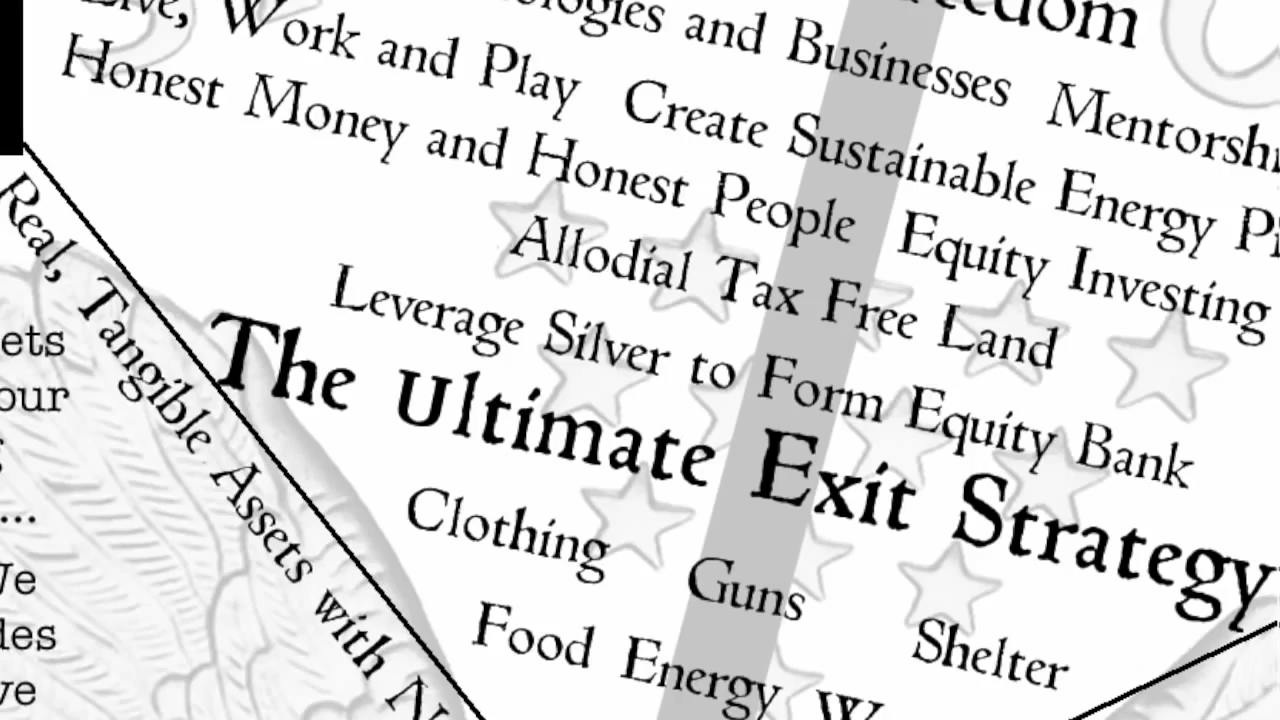 and Businesses
Live, Work and Play Create Sustainable Energy
Honest Money and Honest People Equity Investing
Allodial Tax Free Land
Leverage Silver to Form Equity Bank
The Ultimate Exit Strategy
Clothing Guns Shelter
Food Energy
Real, Tangible Assets with